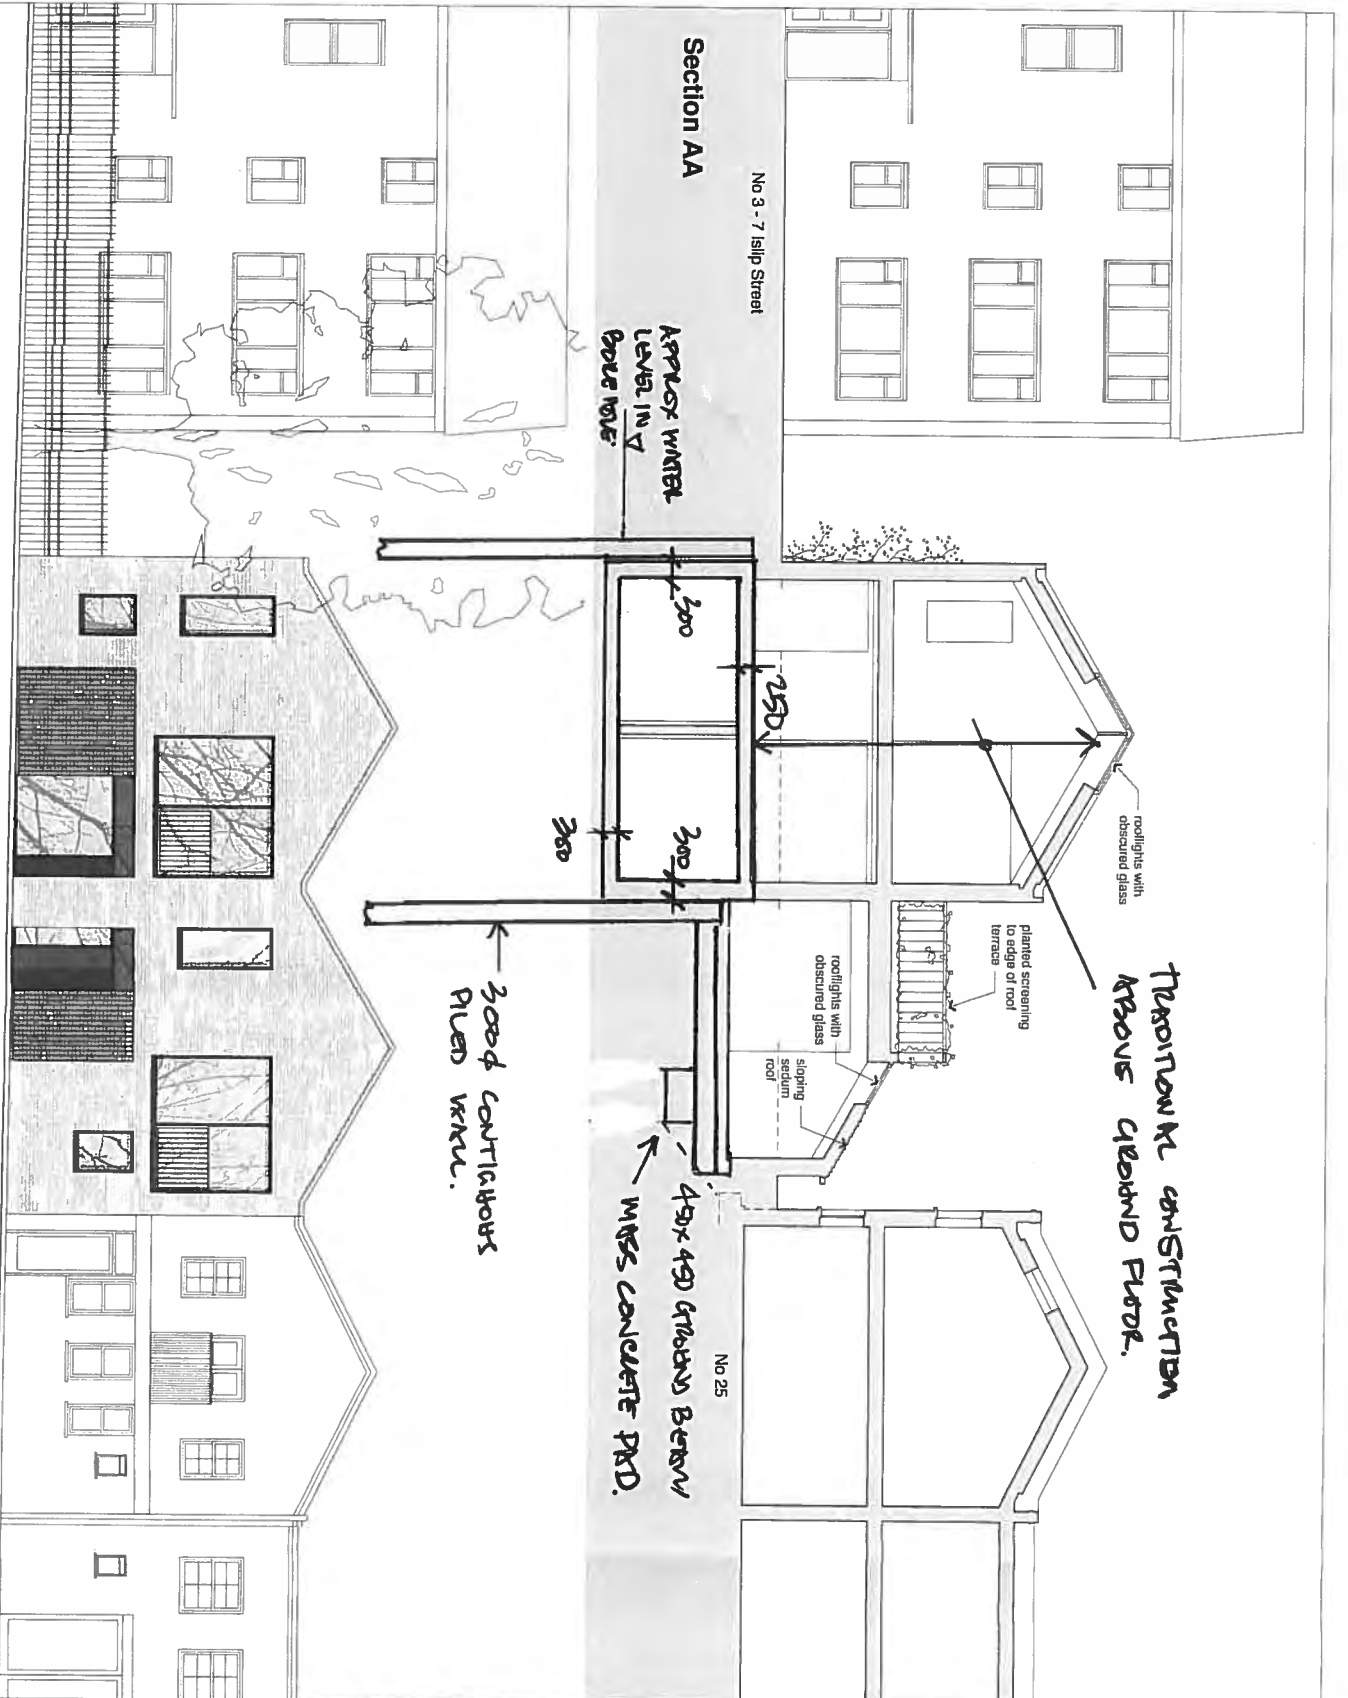 Section AA
No 3 - 7 Islip Street
APPROX WATER
LEVEL IN
BORE HOLE
300
250
300
350
rooflights with
obscured glass
planted screening
to edge of roof
terrace
rooflights with
obscured glass
sloping
sedum
roof
TRADITIONAL CONSTRUCTION
ABOVE GROUND FLOOR.
300ϕ CONTIGUOUS
PILED WALL.
450x450 GROUND BEAM
MASS CONCRETE PAD.
No 25